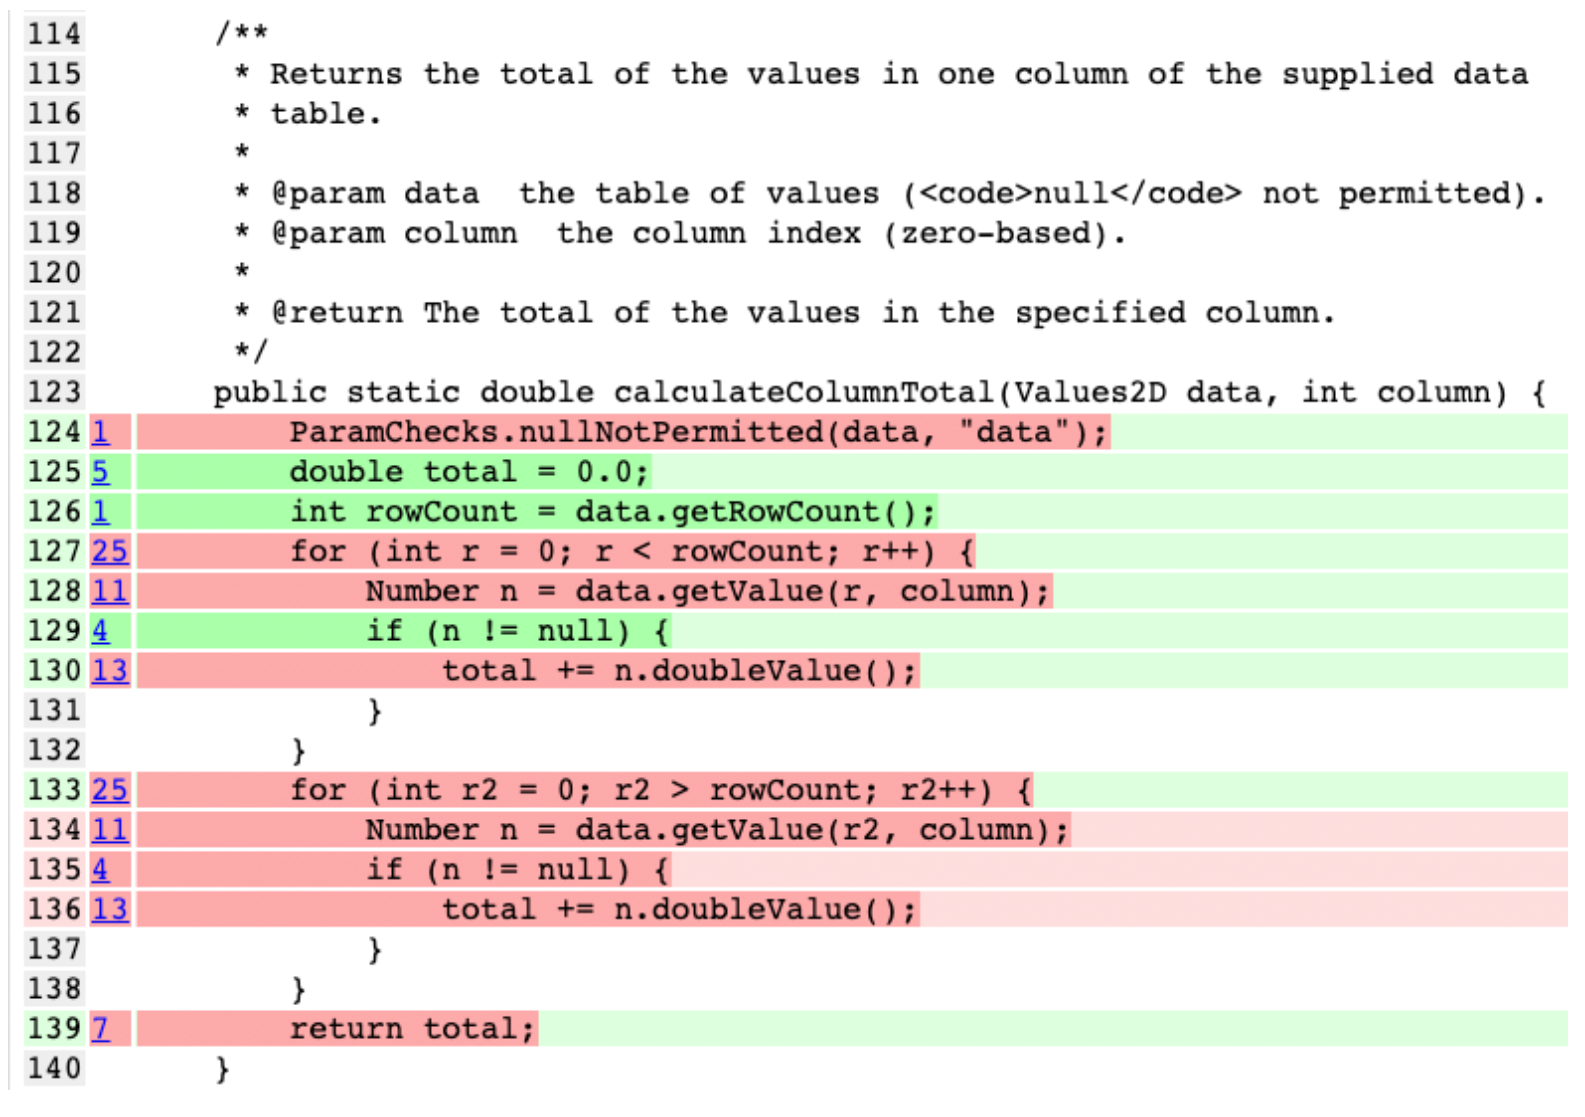 114 /**
115 * Returns the total of the values in one column of the supplied data
116 * table.
117 *
118 * @param data  the table of values (<code>null</code> not permitted).
119 * @param column  the column index (zero-based).
120 *
121 * @return The total of the values in the specified column.
122 */
123 public static double calculateColumnTotal(Values2D data, int column) {
124 1 ParamChecks.nullNotPermitted(data, "data");
125 5 double total = 0.0;
126 1 int rowCount = data.getRowCount();
127 25 for (int r = 0; r < rowCount; r++) {
128 11 Number n = data.getValue(r, column);
129 4 if (n != null) {
130 13 total += n.doubleValue();
131 }
132 }
133 25 for (int r2 = 0; r2 > rowCount; r2++) {
134 11 Number n = data.getValue(r2, column);
135 4 if (n != null) {
136 13 total += n.doubleValue();
137 }
138 }
139 7 return total;
140 }